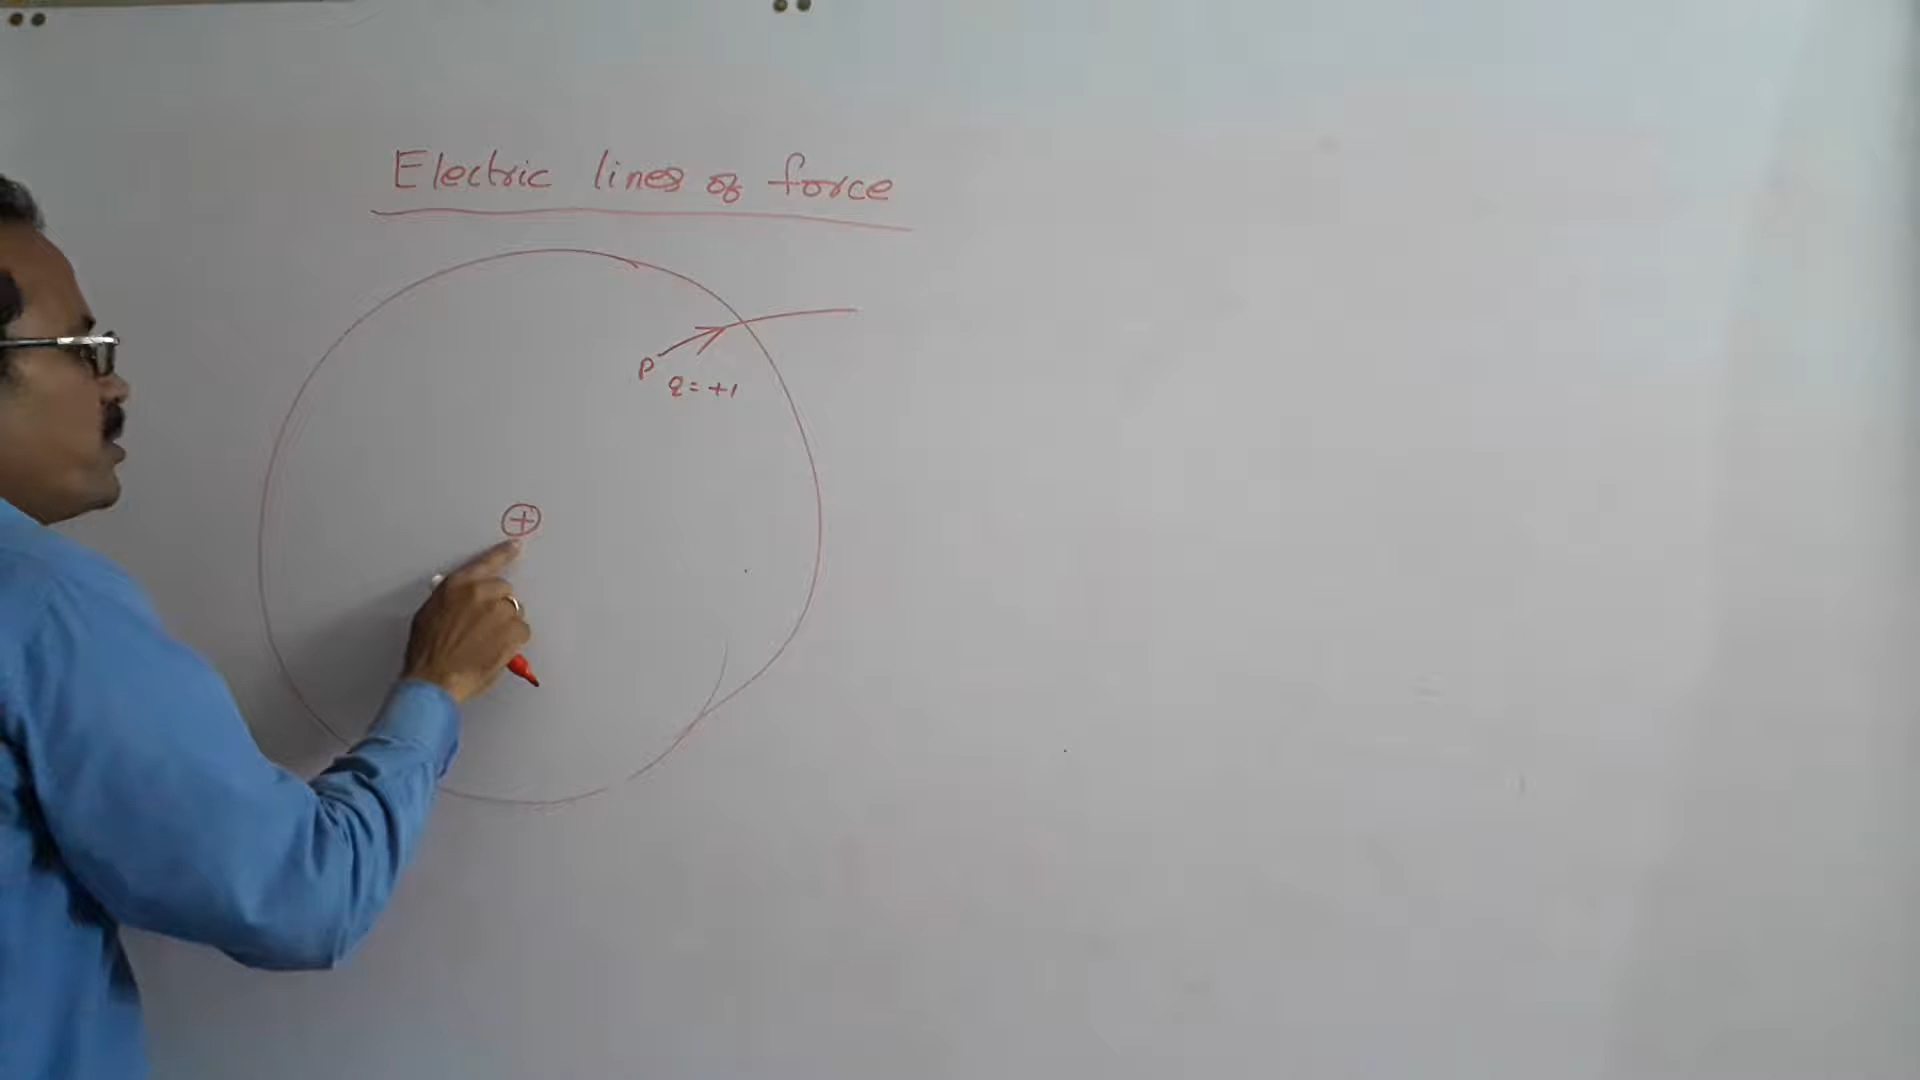 Electric lines of force
P
q = +1
+